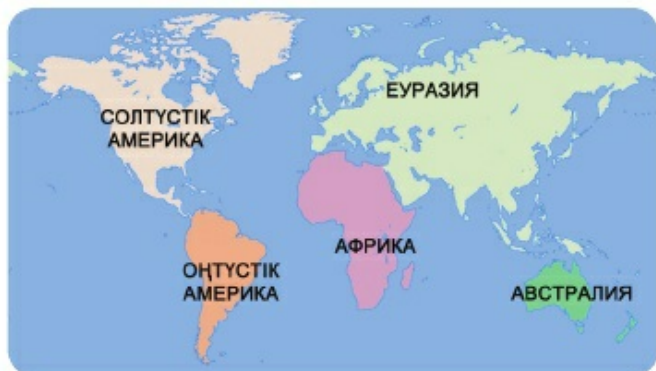 ЕУРАЗИЯ
СОЛТҮСТІК
АМЕРИКА
АФРИКА
ОҢТҮСТІК
АМЕРИКА
АВСТРАЛИЯ